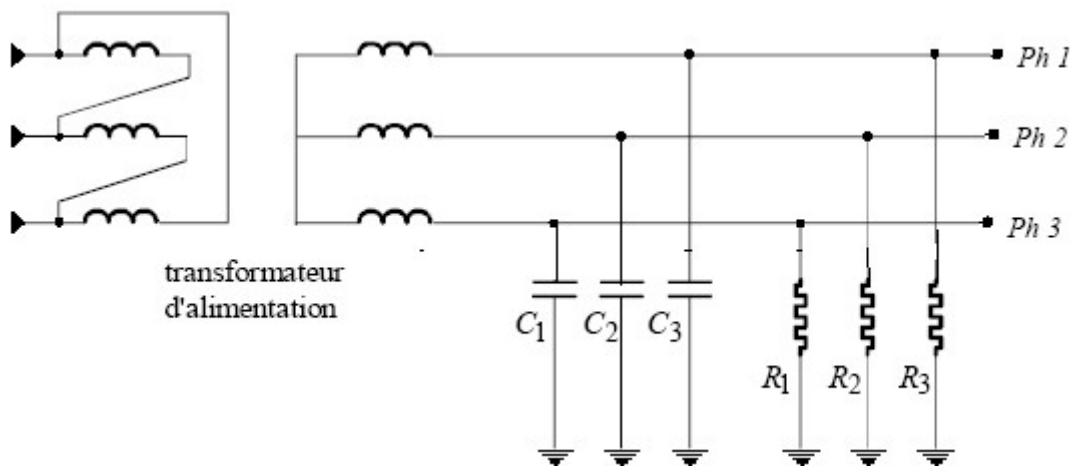 Ph 1
Ph 2
Ph 3
transformateur
d'alimentation
C1 C2 C3
R1 R2 R3